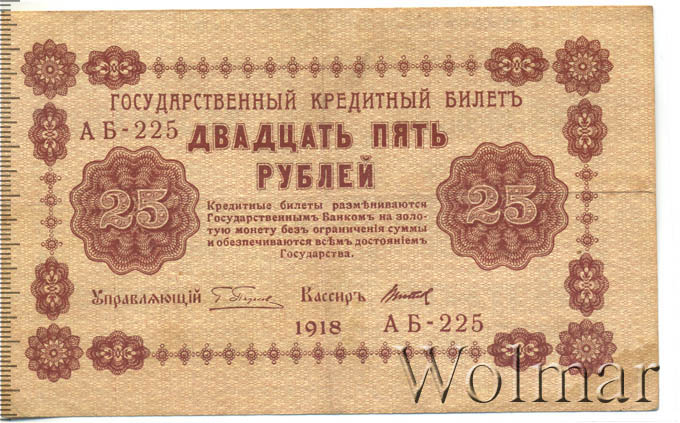 ГОСУДАРСТВЕННЫЙ КРЕДИТНЫЙ БИЛЕТЪ
АБ-225 ДВАДЦАТЬ ПЯТЬ
РУБЛЕЙ
25
25
Кредитные билеты размѣниваются
Государственнымъ Банкомъ на золо-
тую монету безъ ограниченія суммы
и обезпечиваются всѣмъ достояніемъ
Государства.
Управляющій
Кассиръ
1918 АБ-225
Wolmar